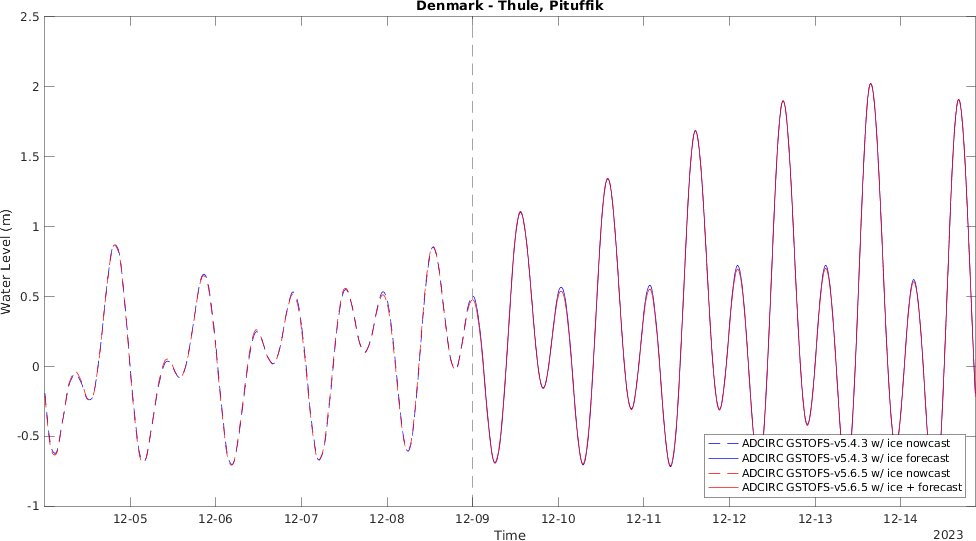 Denmark - Thule, Pituffik
2.5
2
1.5
1
0.5
0
-0.5
-1
Water Level (m)
12-05 12-06 12-07 12-08 12-09 12-10 12-11 12-12 12-13 12-14
Time
2023
ADCIRC GSTOFS-v5.4.3 w/ ice nowcast
ADCIRC GSTOFS-v5.4.3 w/ ice forecast
ADCIRC GSTOFS-v5.6.5 w/ ice nowcast
ADCIRC GSTOFS-v5.6.5 w/ ice + forecast